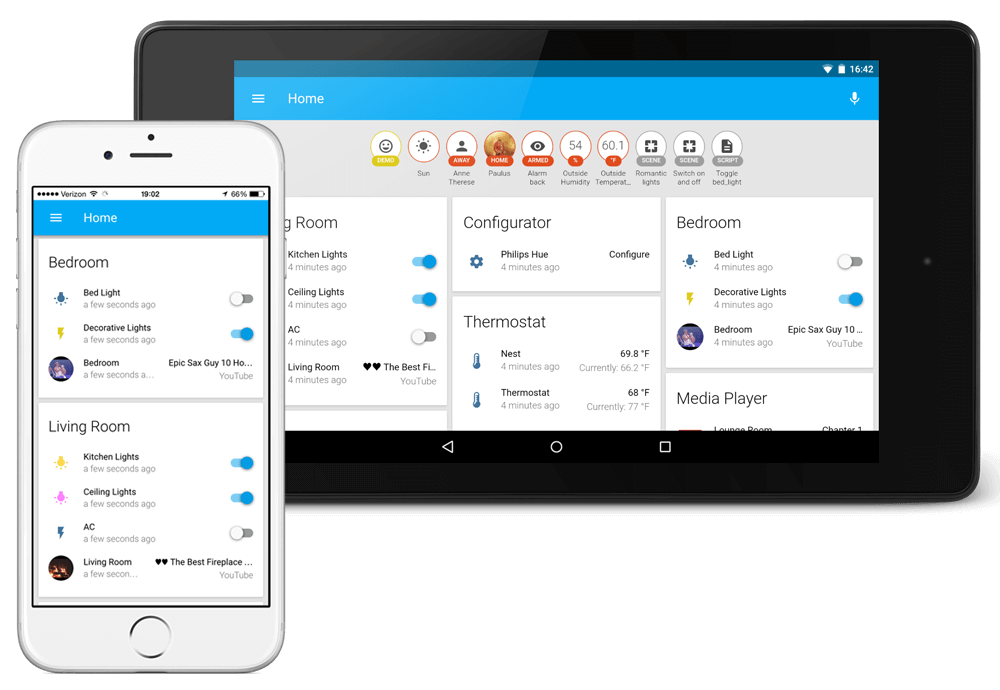 16:42
Home
DEMO
Sun
AWAY
Anne
Therese
HOME
Paulus
ARMED
Alarm
back
54
%
Outside
Humidity
60.1
°F
Outside
Temperat...
SCENE
Romantic
lights
SCENE
Switch on
and off
SCRIPT
Toggle
bed_light
g Room
Kitchen Lights
4 minutes ago
Ceiling Lights
4 minutes ago
AC
4 minutes ago
Living Room ♥♥ The Best Fi...
4 minutes ago YouTube
Configurator
Philips Hue Configure
4 minutes ago
Thermostat
Nest 69.8 °F
4 minutes ago Currently: 66.2 °F
Thermostat 68 °F
4 minutes ago Currently: 77 °F
Bedroom
Bed Light
4 minutes ago
Decorative Lights
4 minutes ago
Bedroom Epic Sax Guy 10 ...
4 minutes ago YouTube
Media Player
Lounge Room Chapter 1
Verizon 19:02 66%
Home
Bedroom
Bed Light
a few seconds ago
Decorative Lights
a few seconds ago
Bedroom Epic Sax Guy 10 Ho...
a few seconds a... YouTube
Living Room
Kitchen Lights
a few seconds ago
Ceiling Lights
a few seconds ago
AC
a few seconds ago
Living Room ♥♥ The Best Fireplace ...
a few secon... YouTube